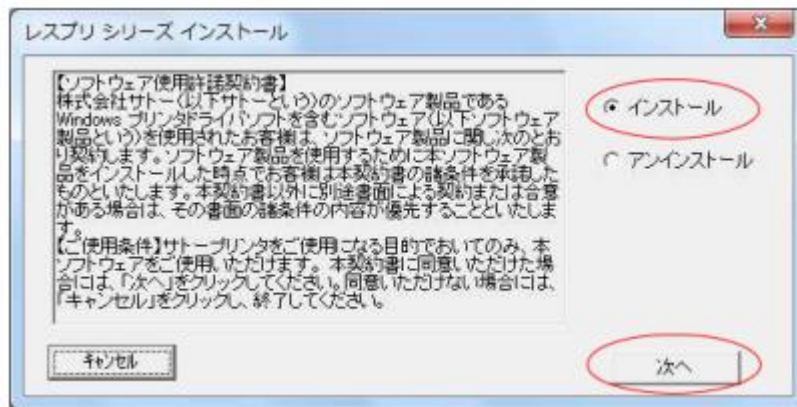 レスプリ シリーズ インストール
【ソフトウェア使用許諾契約書】
株式会社サトー(以下サトーという)のソフトウェア製品である
Windows プリンタドライバソフトを含むソフトウェア(以下ソフトウェア
製品という)を使用されたお客様は、ソフトウェア製品に関し次のとお
り契約します。ソフトウェア製品を使用するために本ソフトウェア製
品をインストールした時点でお客様は本契約書の諸条件を承諾した
ものといたします。本契約書以外に別途書面による契約または合意
がある場合は、その書面の諸条件の内容が優先することといたしま
す。
【ご使用条件】サトープリンタをご使用になる目的でおいてのみ、本
ソフトウェアをご使用いただけます。本契約書に同意いただけた場
合には、「次へ」をクリックしてください。同意いただけない場合には、
「キャンセル」をクリックし、終了してください。
インストール
アンインストール
キャンセル
次へ